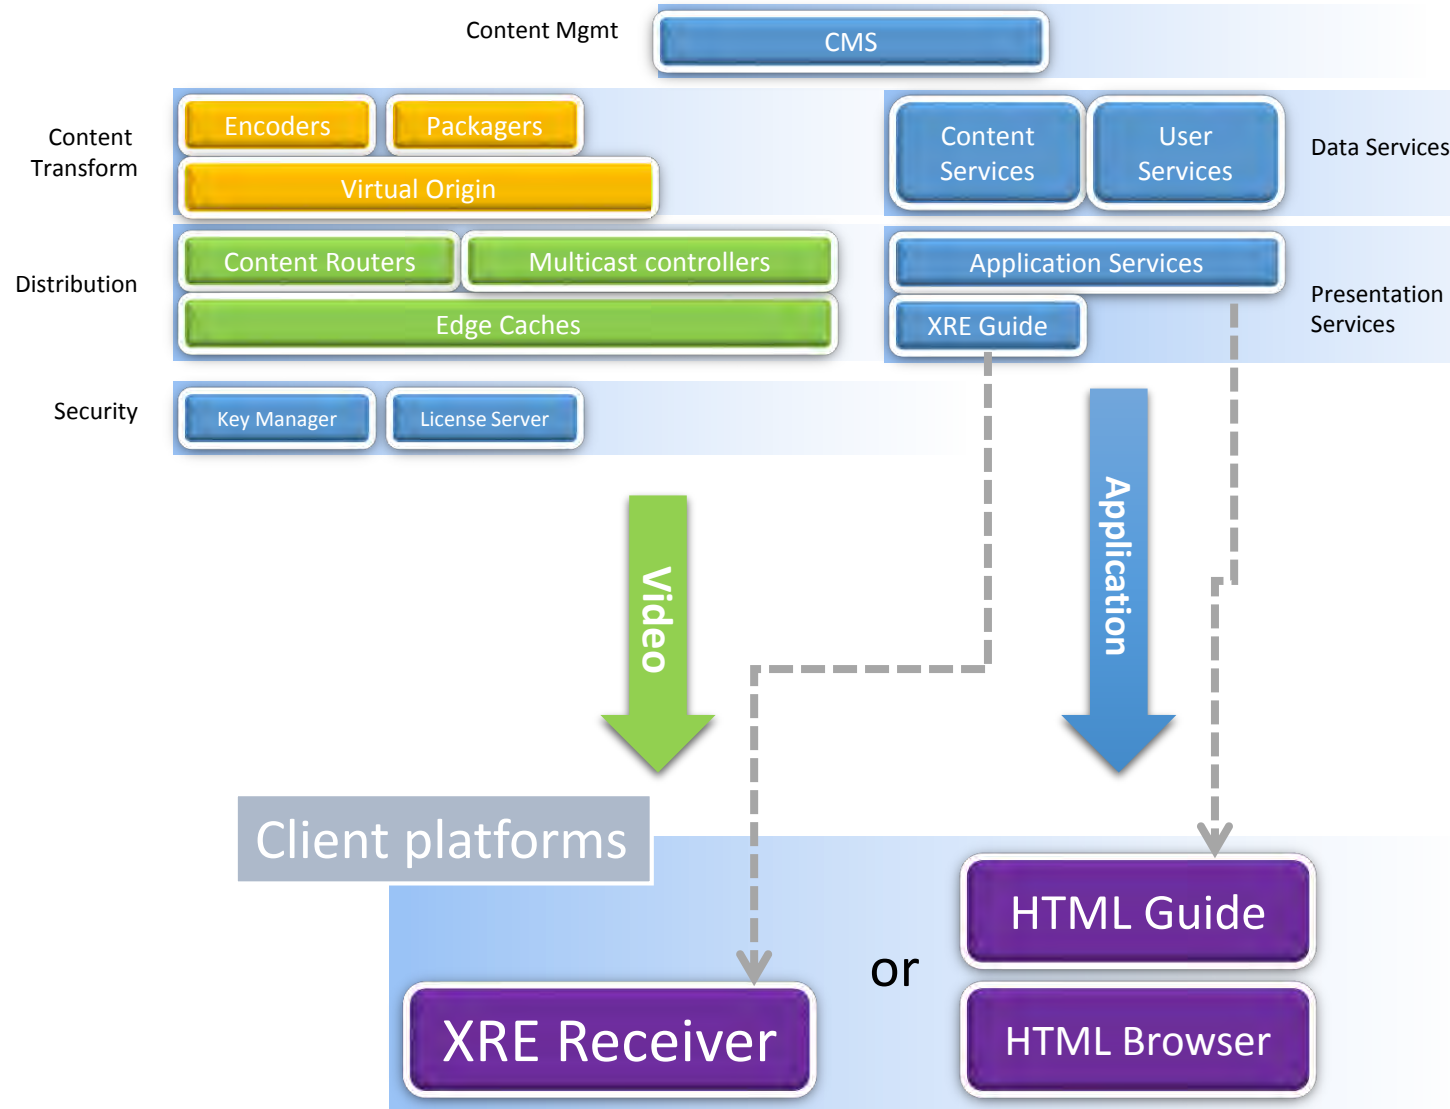 Content Mgmt
CMS
Content
Transform
Encoders
Packagers
Virtual Origin
Content
Services
User
Services
Data Services
Distribution
Content Routers
Multicast controllers
Edge Caches
Application Services
XRE Guide
Presentation
Services
Security
Key Manager
License Server
Video
Application
Client platforms
XRE Receiver
or
HTML Guide
HTML Browser